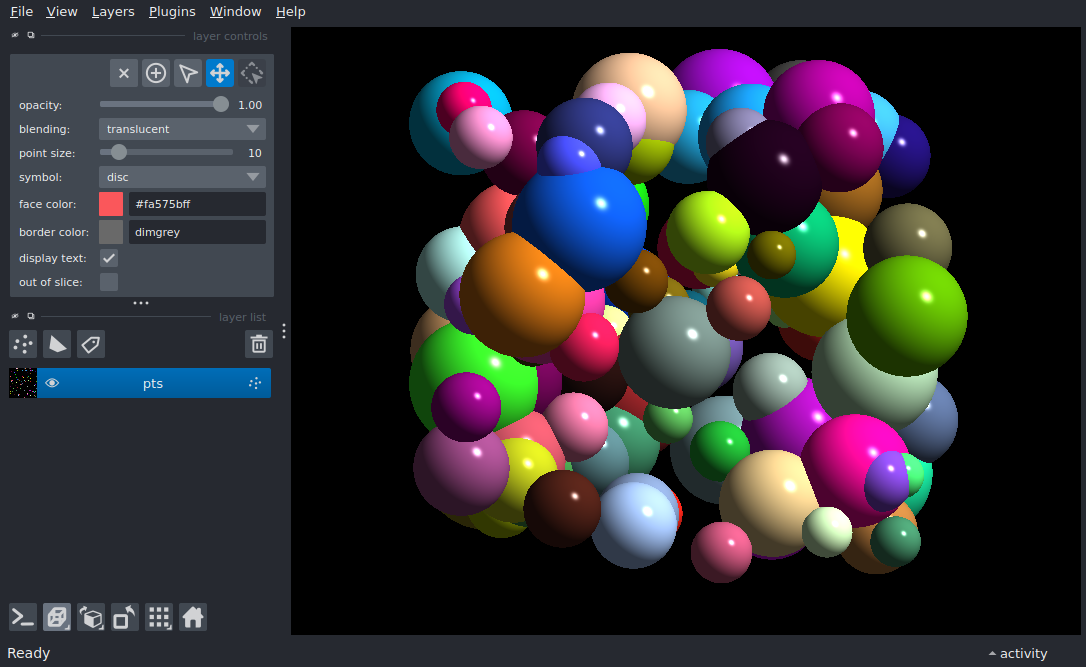 File View Layers Plugins Window Help
layer controls
opacity: 1.00
blending: translucent
point size: 10
symbol: disc
face color: #fa575bff
border color: dimgrey
display text:
out of slice:
layer list
pts
Ready activity